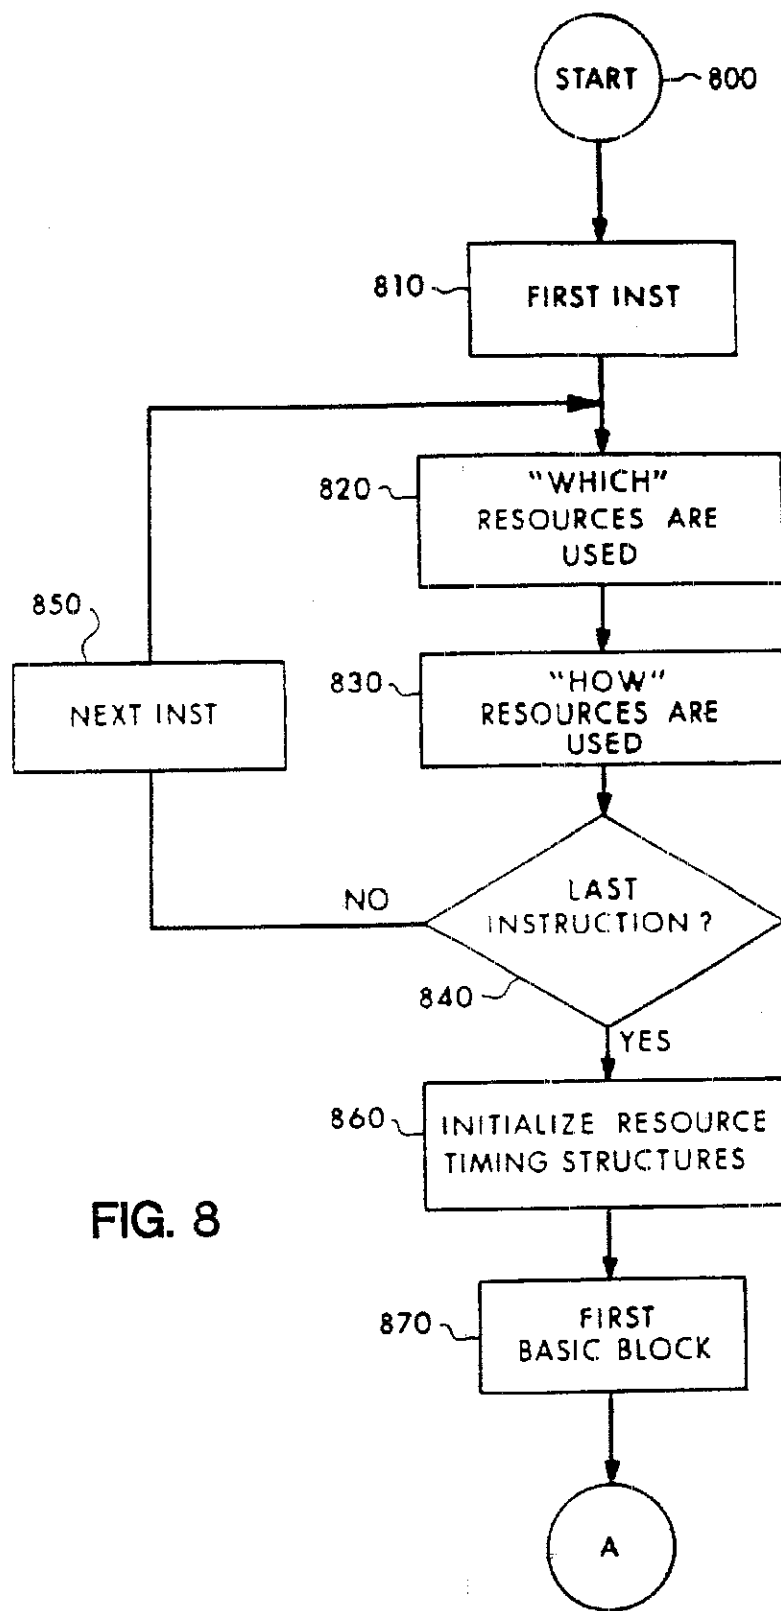 START
800
810
FIRST INST
820
"WHICH"
RESOURCES ARE
USED
850
NEXT INST
830
"HOW"
RESOURCES ARE
USED
NO
LAST
INSTRUCTION ?
840
YES
860
INITIALIZE RESOURCE
TIMING STRUCTURES
FIG. 8
870
FIRST
BASIC BLOCK
A